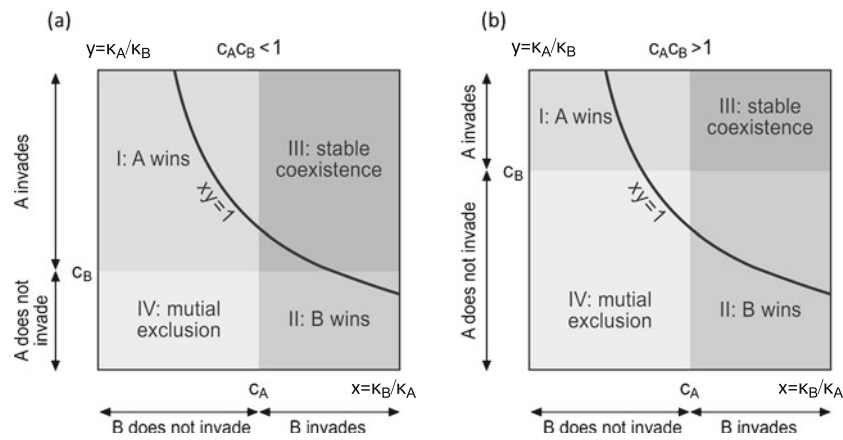 (a)
y=κA/κB
cAcB<1
A invades
A does not
invade
I: A wins
III: stable
coexistence
xy=1
cB
IV: mutial
exclusion
II: B wins
cA
x=κB/κA
B does not invade
B invades
(b)
y=κA/κB
cAcB>1
A invades
A does not invade
I: A wins
III: stable
coexistence
cB
xy=1
IV: mutial
exclusion
II: B wins
cA
x=κB/κA
B does not invade
B invades